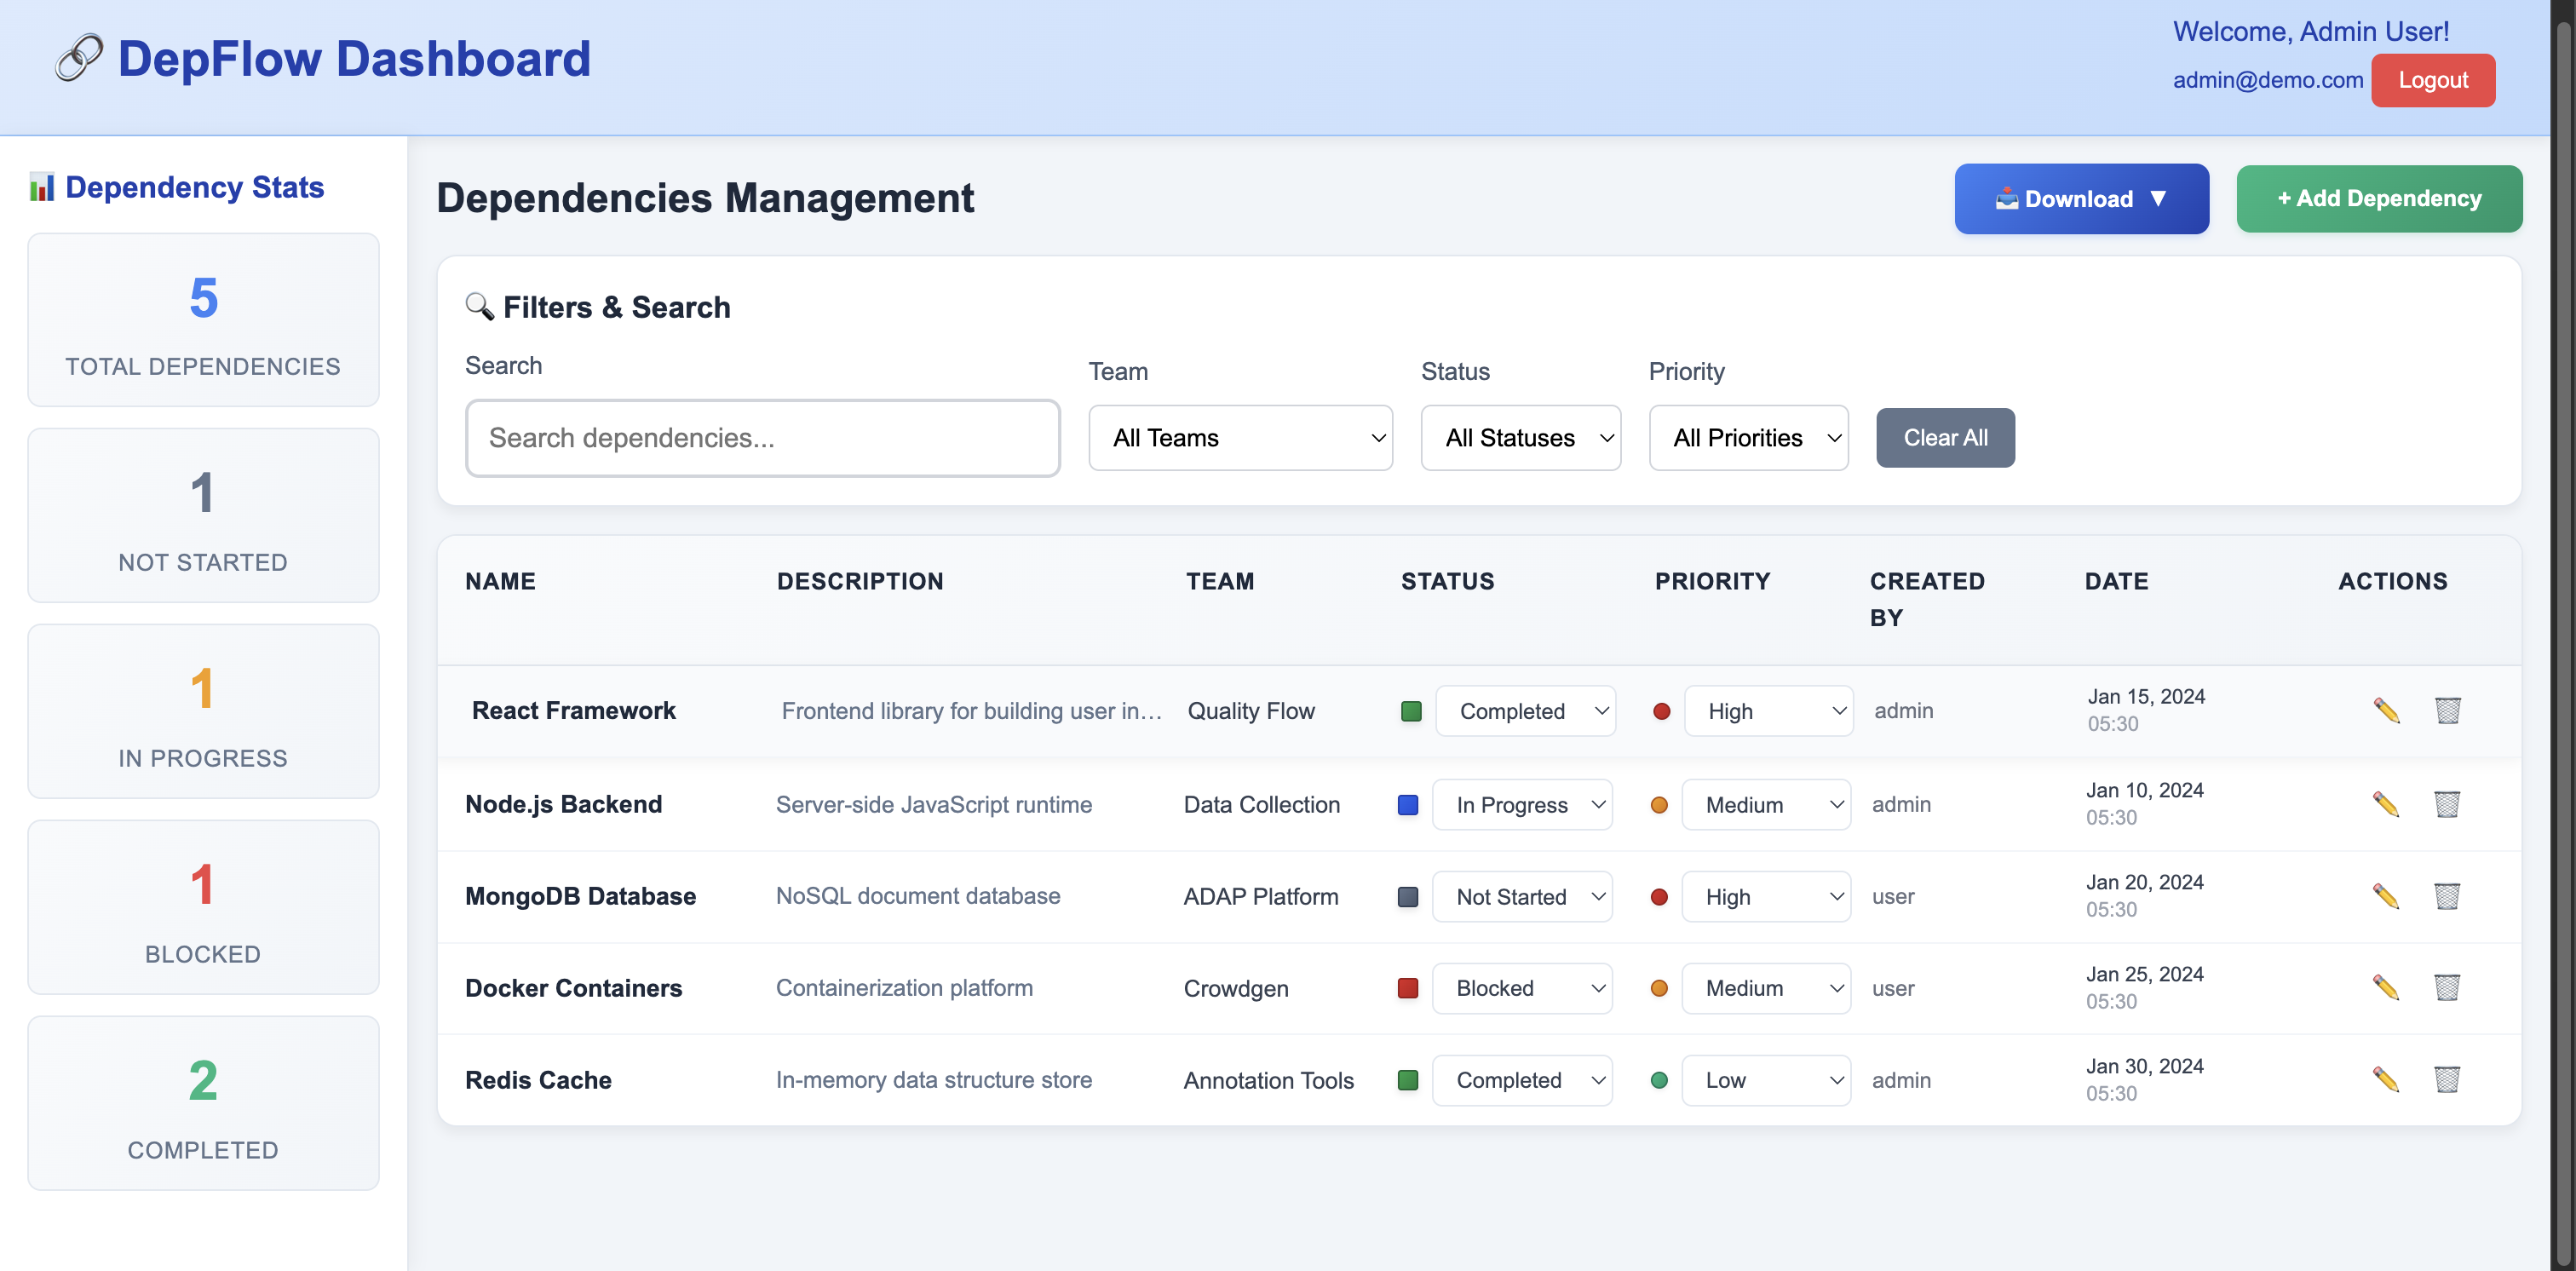 DepFlow Dashboard
Welcome, Admin User!
admin@demo.com Logout
Dependency Stats
5
TOTAL DEPENDENCIES
1
NOT STARTED
1
IN PROGRESS
1
BLOCKED
2
COMPLETED
Dependencies Management
Download ▼
+ Add Dependency
Filters & Search
Search
Search dependencies...
Team
All Teams
Status
All Statuses
Priority
All Priorities
Clear All
NAME DESCRIPTION TEAM STATUS PRIORITY CREATED BY DATE ACTIONS
React Framework Frontend library for building user in... Quality Flow Completed High admin Jan 15, 2024
05:30
Node.js Backend Server-side JavaScript runtime Data Collection In Progress Medium admin Jan 10, 2024
05:30
MongoDB Database NoSQL document database ADAP Platform Not Started High user Jan 20, 2024
05:30
Docker Containers Containerization platform Crowdgen Blocked Medium user Jan 25, 2024
05:30
Redis Cache In-memory data structure store Annotation Tools Completed Low admin Jan 30, 2024
05:30